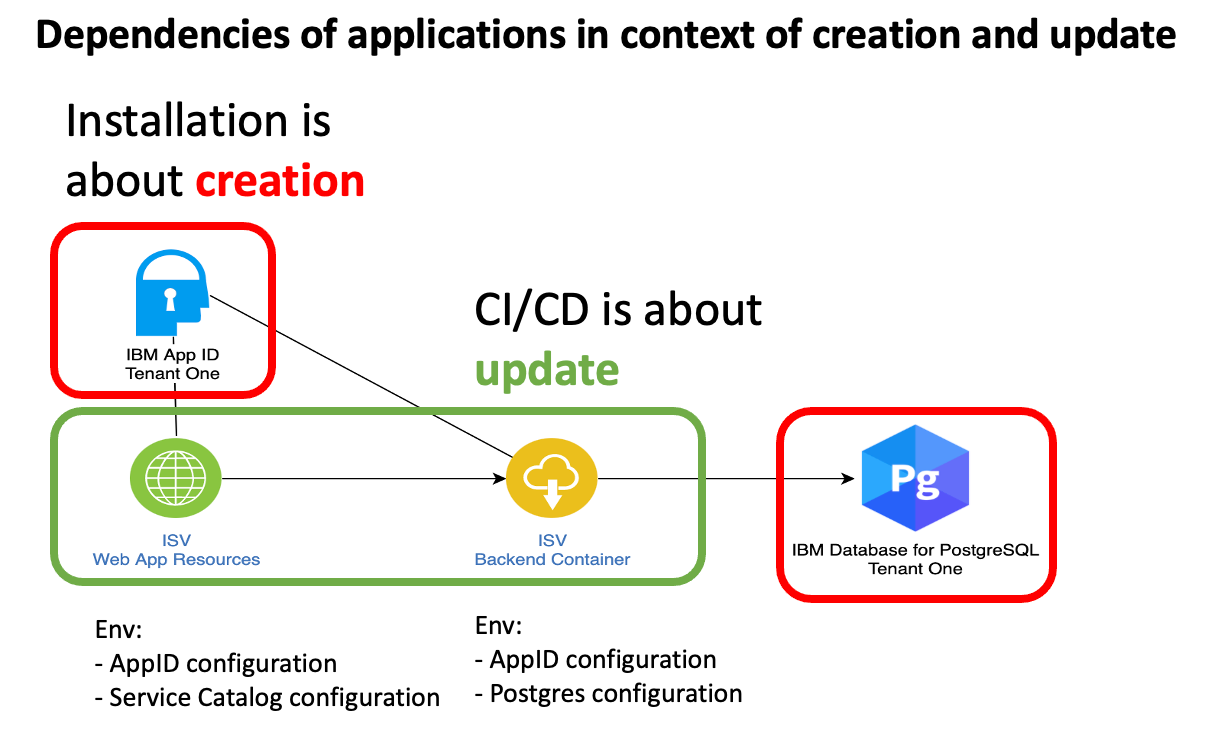 Dependencies of applications in context of creation and update
Installation is
about creation
IBM App ID
Tenant One
CI/CD is about
update
ISV
Web App Resources
ISV
Backend Container
Pg
IBM Database for PostgreSQL
Tenant One
Env:
- AppID configuration
- Service Catalog configuration
Env:
- AppID configuration
- Postgres configuration